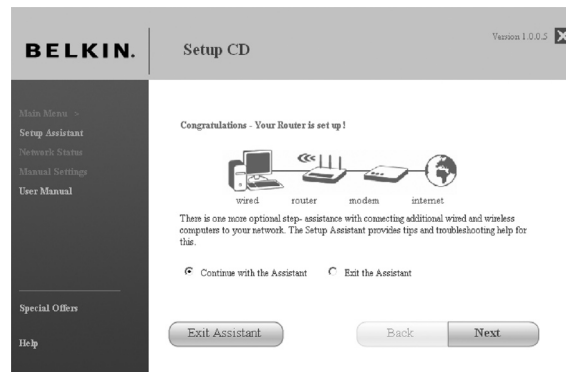 BELKIN.
Setup CD
Version 1.0.0.5
Main Menu >
Setup Assistant
Network Status
Manual Settings
User Manual
Special Offers
Help
Congratulations - Your Router is set up!
wired router modem internet
There is one more optional step- assistance with connecting additional wired and wireless
computers to your network. The Setup Assistant provides tips and troubleshooting help for
this.
Continue with the Assistant Exit the Assistant
Exit Assistant Back Next